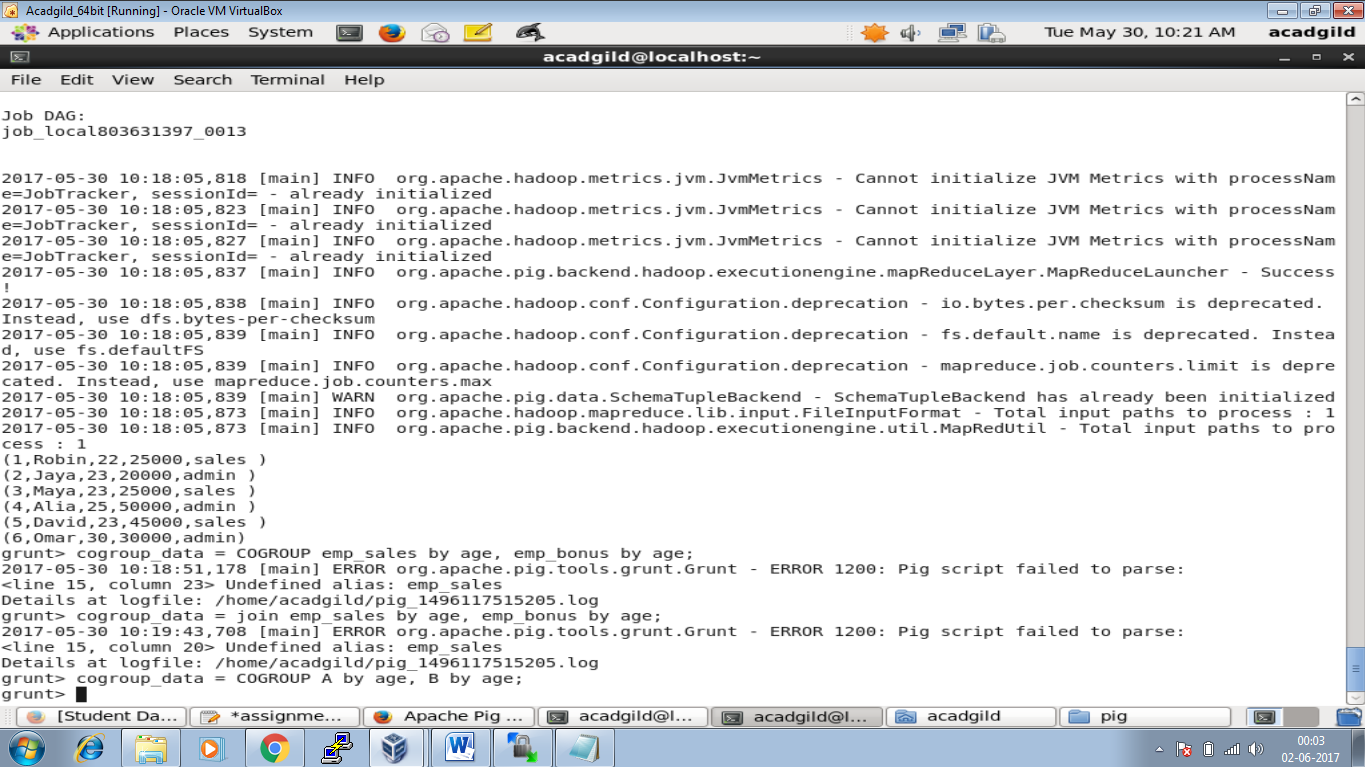 Acadgild_64bit [Running] - Oracle VM VirtualBox
Applications Places System Tue May 30, 10:21 AM acadgild
acadgild@localhost:~
File Edit View Search Terminal Help
Job DAG:
job_local803631397_0013
2017-05-30 10:18:05,818 [main] INFO  org.apache.hadoop.metrics.jvm.JvmMetrics - Cannot initialize JVM Metrics with processNam
e=JobTracker, sessionId= - already initialized
2017-05-30 10:18:05,823 [main] INFO  org.apache.hadoop.metrics.jvm.JvmMetrics - Cannot initialize JVM Metrics with processNam
e=JobTracker, sessionId= - already initialized
2017-05-30 10:18:05,827 [main] INFO  org.apache.hadoop.metrics.jvm.JvmMetrics - Cannot initialize JVM Metrics with processNam
e=JobTracker, sessionId= - already initialized
2017-05-30 10:18:05,837 [main] INFO  org.apache.pig.backend.hadoop.executionengine.mapReduceLayer.MapReduceLauncher - Success
!
2017-05-30 10:18:05,838 [main] INFO  org.apache.hadoop.conf.Configuration.deprecation - io.bytes.per.checksum is deprecated.
Instead, use dfs.bytes-per-checksum
2017-05-30 10:18:05,839 [main] INFO  org.apache.hadoop.conf.Configuration.deprecation - fs.default.name is deprecated. Instea
d, use fs.defaultFS
2017-05-30 10:18:05,839 [main] INFO  org.apache.hadoop.conf.Configuration.deprecation - mapreduce.job.counters.limit is depre
cated. Instead, use mapreduce.job.counters.max
2017-05-30 10:18:05,839 [main] WARN  org.apache.pig.data.SchemaTupleBackend - SchemaTupleBackend has already been initialized
2017-05-30 10:18:05,873 [main] INFO  org.apache.hadoop.mapreduce.lib.input.FileInputFormat - Total input paths to process : 1
2017-05-30 10:18:05,873 [main] INFO  org.apache.pig.backend.hadoop.executionengine.util.MapRedUtil - Total input paths to pro
cess : 1
(1,Robin,22,25000,sales )
(2,Jaya,23,20000,admin )
(3,Maya,23,25000,sales )
(4,Alia,25,50000,admin )
(5,David,23,45000,sales )
(6,Omar,30,30000,admin)
grunt> cogroup_data = COGROUP emp_sales by age, emp_bonus by age;
2017-05-30 10:18:51,178 [main] ERROR org.apache.pig.tools.grunt.Grunt - ERROR 1200: Pig script failed to parse:
<line 15, column 23> Undefined alias: emp_sales
Details at logfile: /home/acadgild/pig_1496117515205.log
grunt> cogroup_data = join emp_sales by age, emp_bonus by age;
2017-05-30 10:19:43,708 [main] ERROR org.apache.pig.tools.grunt.Grunt - ERROR 1200: Pig script failed to parse:
<line 15, column 20> Undefined alias: emp_sales
Details at logfile: /home/acadgild/pig_1496117515205.log
grunt> cogroup_data = COGROUP A by age, B by age;
grunt>
[Student Da... *assignme... Apache Pig ... acadgild@l... acadgild@l... acadgild pig
00:03
02-06-2017